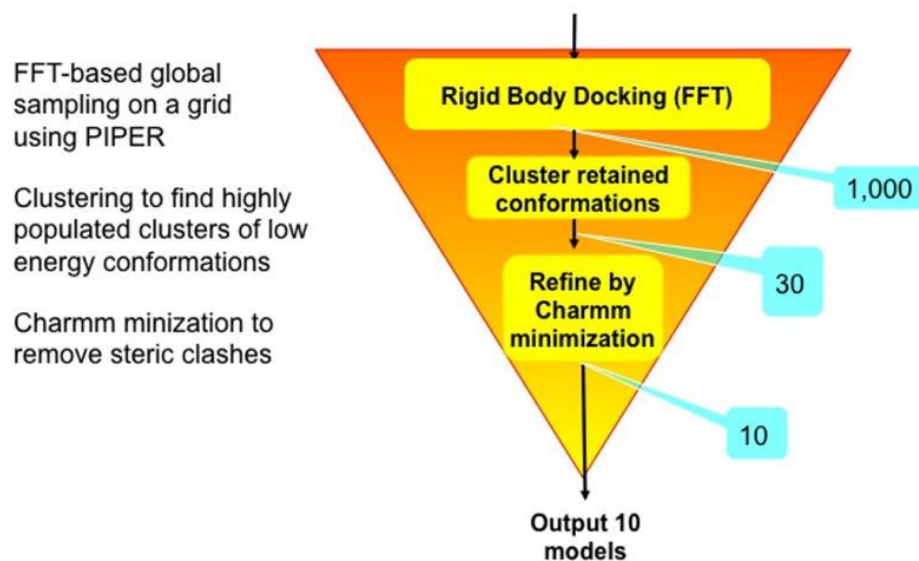 FFT-based global
sampling on a grid
using PIPER
Clustering to find highly
populated clusters of low
energy conformations
Charmm minization to
remove steric clashes
Rigid Body Docking (FFT)
1,000
Cluster retained
conformations
30
Refine by
Charmm
minimization
10
Output 10
models